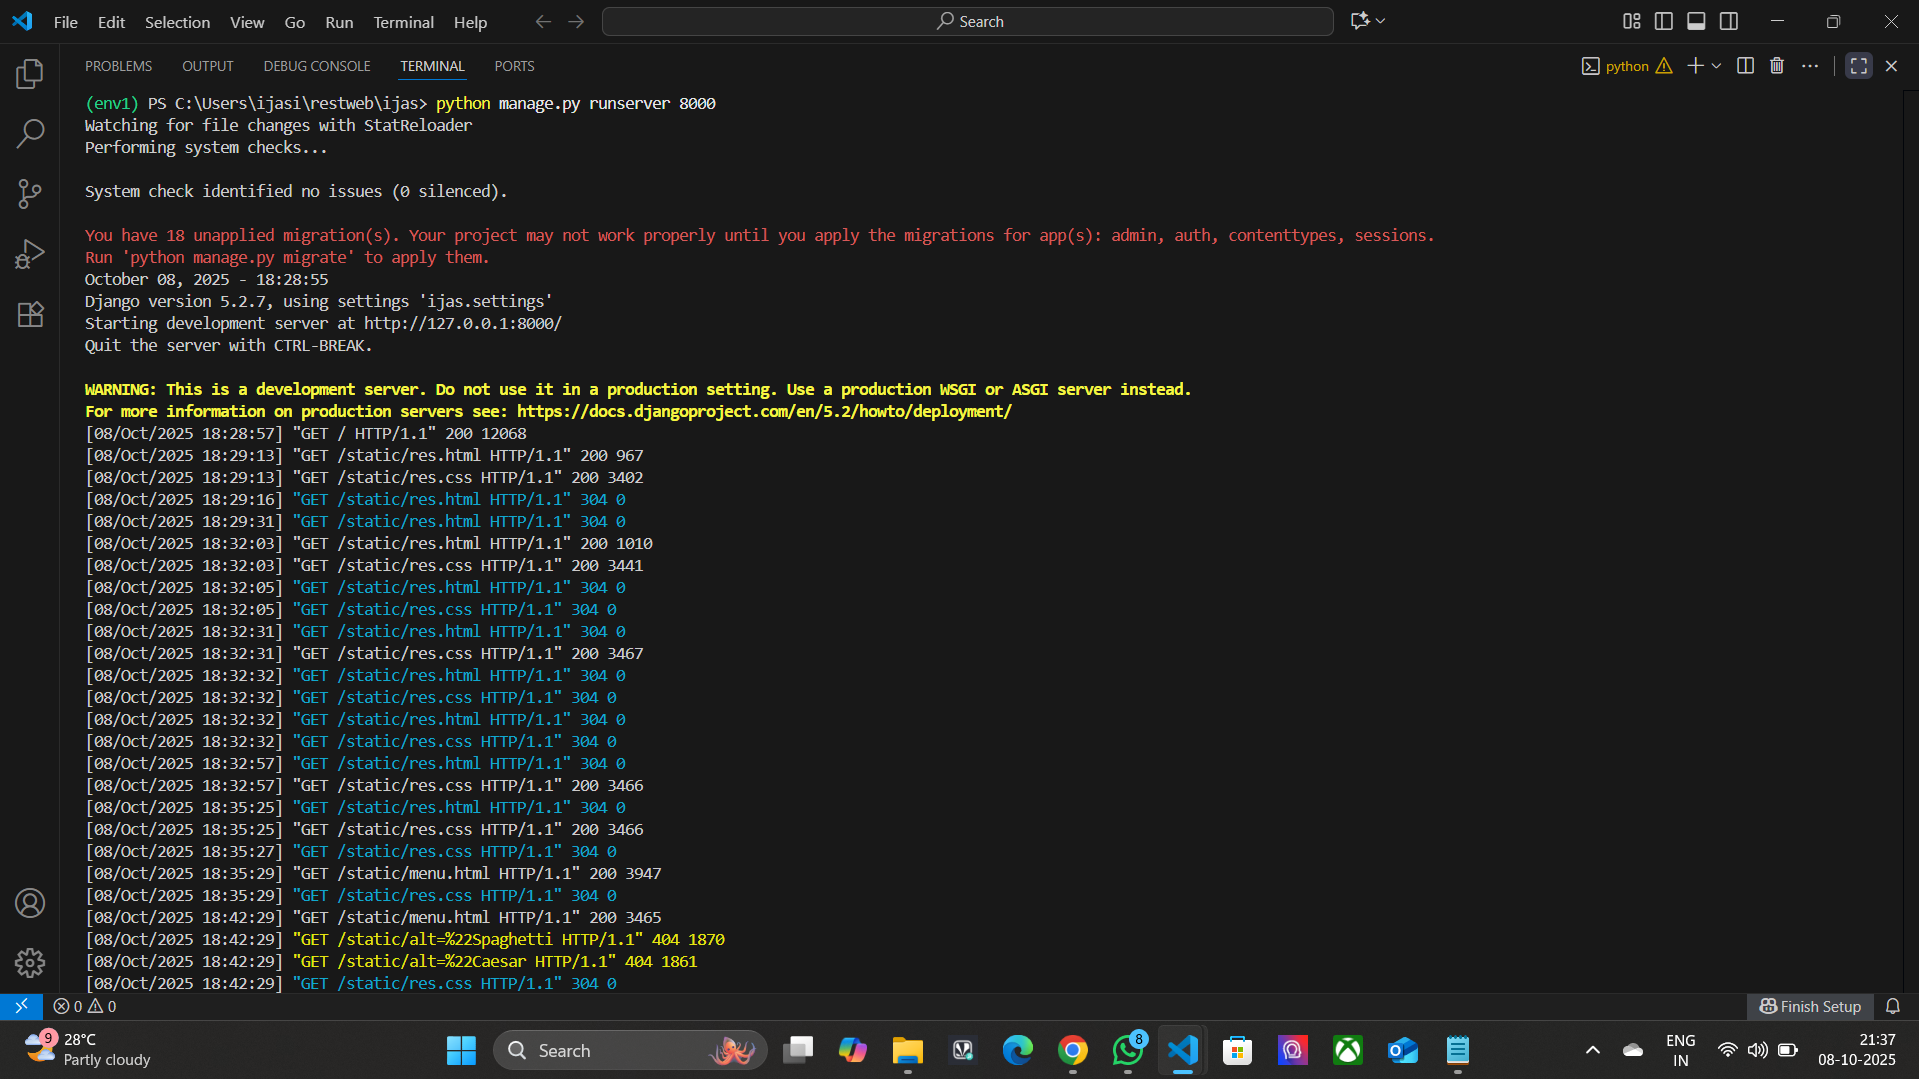 File Edit Selection View Go Run Terminal Help
Search
PROBLEMS OUTPUT DEBUG CONSOLE TERMINAL PORTS
python
(env1) PS C:\Users\ijasi\restweb\ijas> python manage.py runserver 8000
Watching for file changes with StatReloader
Performing system checks...
System check identified no issues (0 silenced).
You have 18 unapplied migration(s). Your project may not work properly until you apply the migrations for app(s): admin, auth, contenttypes, sessions.
Run 'python manage.py migrate' to apply them.
October 08, 2025 - 18:28:55
Django version 5.2.7, using settings 'ijas.settings'
Starting development server at http://127.0.0.1:8000/
Quit the server with CTRL-BREAK.
WARNING: This is a development server. Do not use it in a production setting. Use a production WSGI or ASGI server instead.
For more information on production servers see: https://docs.djangoproject.com/en/5.2/howto/deployment/
[08/Oct/2025 18:28:57] "GET / HTTP/1.1" 200 12068
[08/Oct/2025 18:29:13] "GET /static/res.html HTTP/1.1" 200 967
[08/Oct/2025 18:29:13] "GET /static/res.css HTTP/1.1" 200 3402
[08/Oct/2025 18:29:16] "GET /static/res.html HTTP/1.1" 304 0
[08/Oct/2025 18:29:31] "GET /static/res.html HTTP/1.1" 304 0
[08/Oct/2025 18:32:03] "GET /static/res.html HTTP/1.1" 200 1010
[08/Oct/2025 18:32:03] "GET /static/res.css HTTP/1.1" 200 3441
[08/Oct/2025 18:32:05] "GET /static/res.html HTTP/1.1" 304 0
[08/Oct/2025 18:32:05] "GET /static/res.css HTTP/1.1" 304 0
[08/Oct/2025 18:32:31] "GET /static/res.html HTTP/1.1" 304 0
[08/Oct/2025 18:32:31] "GET /static/res.css HTTP/1.1" 200 3467
[08/Oct/2025 18:32:32] "GET /static/res.html HTTP/1.1" 304 0
[08/Oct/2025 18:32:32] "GET /static/res.css HTTP/1.1" 304 0
[08/Oct/2025 18:32:32] "GET /static/res.html HTTP/1.1" 304 0
[08/Oct/2025 18:32:32] "GET /static/res.css HTTP/1.1" 304 0
[08/Oct/2025 18:32:57] "GET /static/res.html HTTP/1.1" 304 0
[08/Oct/2025 18:32:57] "GET /static/res.css HTTP/1.1" 200 3466
[08/Oct/2025 18:35:25] "GET /static/res.html HTTP/1.1" 304 0
[08/Oct/2025 18:35:25] "GET /static/res.css HTTP/1.1" 200 3466
[08/Oct/2025 18:35:27] "GET /static/res.css HTTP/1.1" 304 0
[08/Oct/2025 18:35:29] "GET /static/menu.html HTTP/1.1" 200 3947
[08/Oct/2025 18:35:29] "GET /static/res.css HTTP/1.1" 304 0
[08/Oct/2025 18:42:29] "GET /static/menu.html HTTP/1.1" 200 3465
[08/Oct/2025 18:42:29] "GET /static/alt=%22Spaghetti HTTP/1.1" 404 1870
[08/Oct/2025 18:42:29] "GET /static/alt=%22Caesar HTTP/1.1" 404 1861
[08/Oct/2025 18:42:29] "GET /static/res.css HTTP/1.1" 304 0
0 0
Finish Setup
9
28°C
Partly cloudy
Search
8
ENG
IN
21:37
08-10-2025